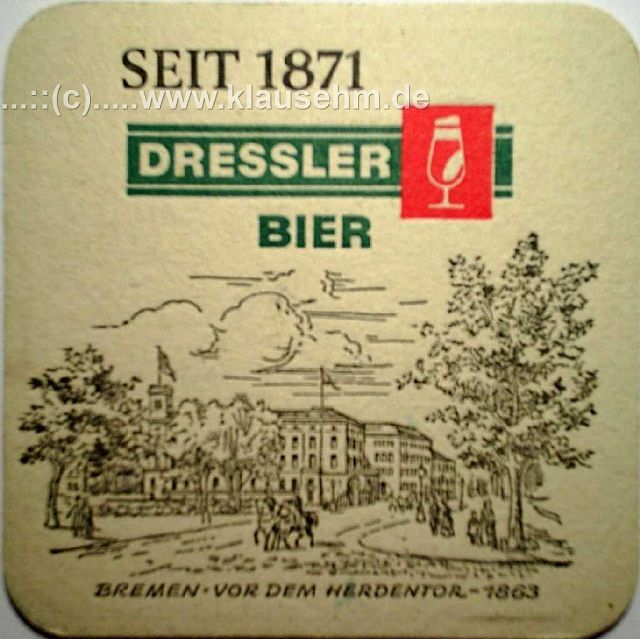 SEIT 1871
...::(c).....www.klausehm.de
DRESSLER
BIER
BREMEN · VOR DEM HERDENTOR - 1863